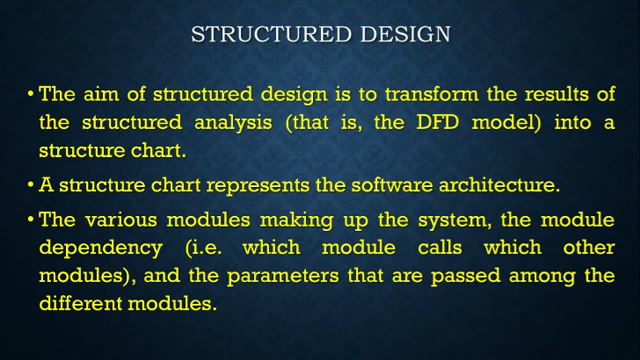 STRUCTURED DESIGN
• The aim of structured design is to transform the results of
the structured analysis (that is, the DFD model) into a
structure chart.
• A structure chart represents the software architecture.
• The various modules making up the system, the module
dependency (i.e. which module calls which other
modules), and the parameters that are passed among the
different modules.